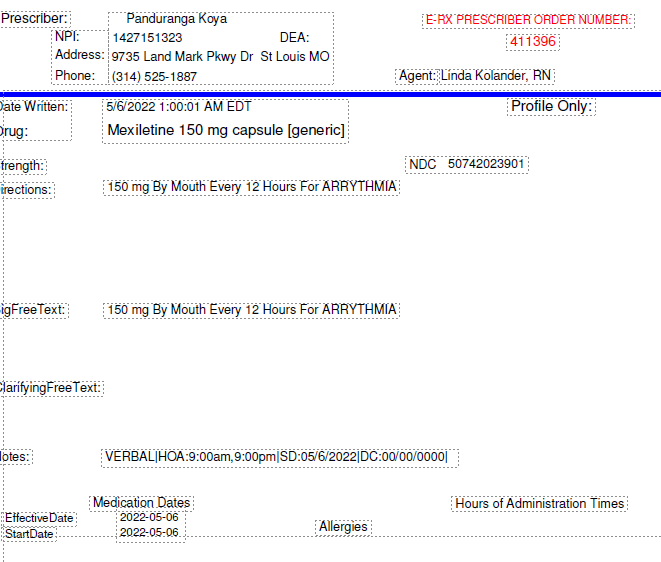 Prescriber: Panduranga Koya E-RX PRESCRIBER ORDER NUMBER:
NPI: 1427151323 DEA: 411396
Address: 9735 Land Mark Pkwy Dr St Louis MO
Phone: (314) 525-1887 Agent: Linda Kolander, RN
Date Written: 5/6/2022 1:00:01 AM EDT Profile Only:
Drug: Mexiletine 150 mg capsule [generic]
trength: NDC 50742023901
irections: 150 mg By Mouth Every 12 Hours For ARRYTHMIA
igFreeText: 150 mg By Mouth Every 12 Hours For ARRYTHMIA
ClarifyingFreeText:
otes: VERBAL|HOA:9:00am,9:00pm|SD:05/6/2022|DC:00/00/0000|
Medication Dates Hours of Administration Times
EffectiveDate 2022-05-06
StartDate 2022-05-06 Allergies